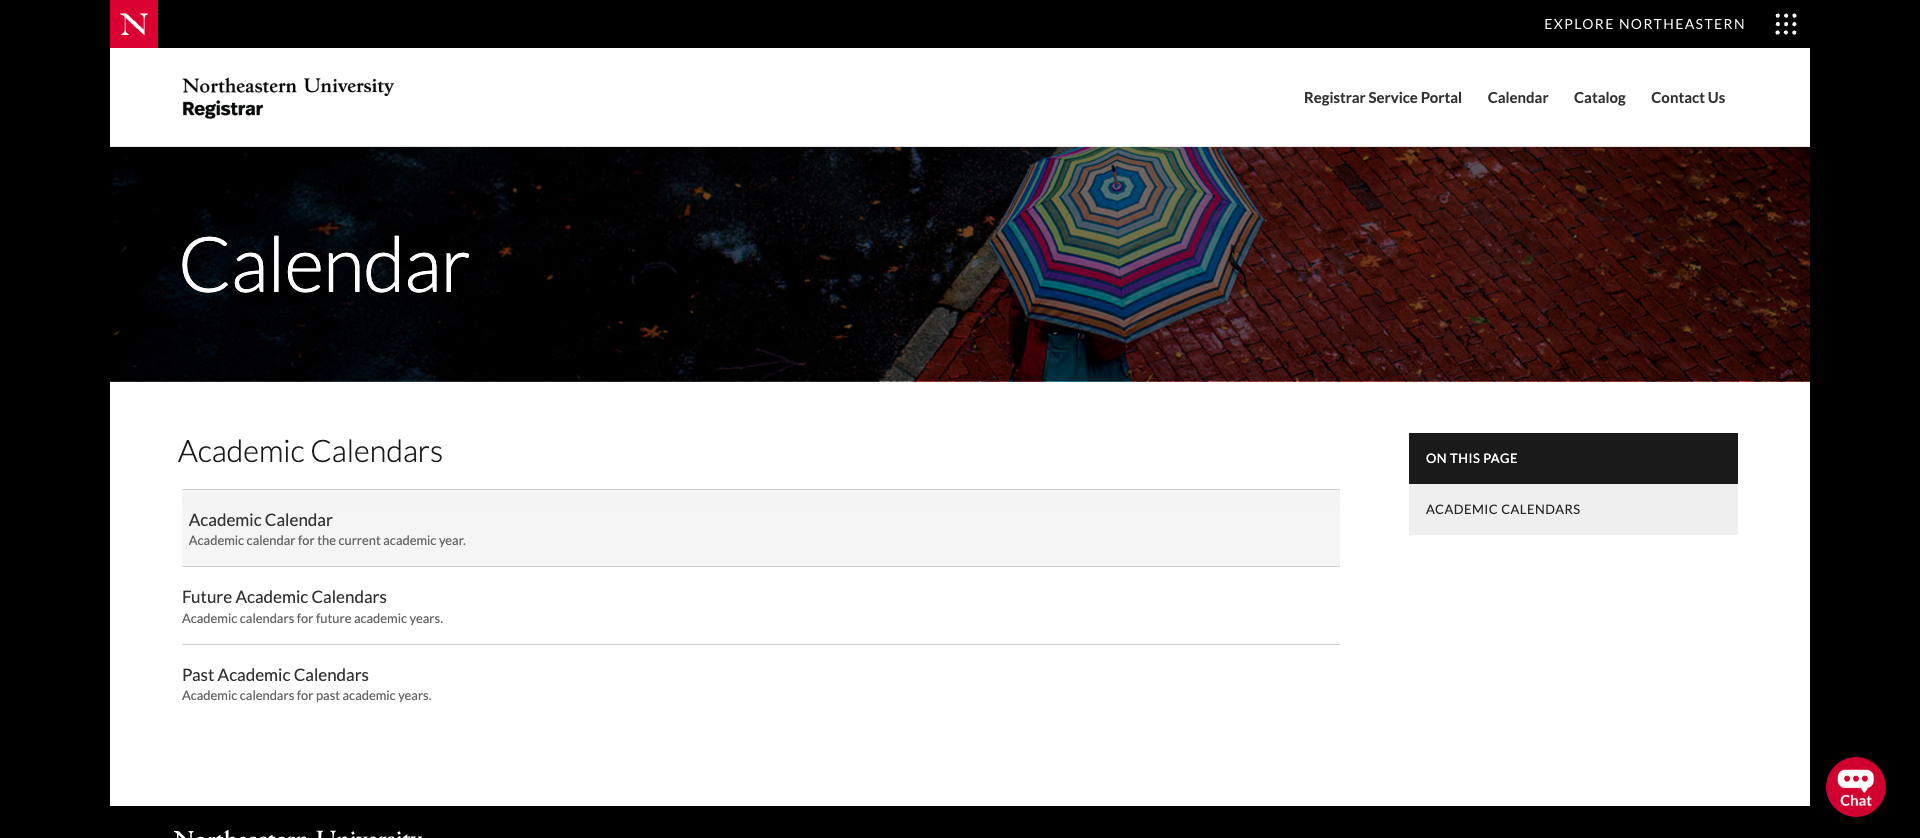 N
EXPLORE NORTHEASTERN
Northeastern University
Registrar
Registrar Service Portal
Calendar
Catalog
Contact Us
Calendar
Academic Calendars
Academic Calendar
Academic calendar for the current academic year.
Future Academic Calendars
Academic calendars for future academic years.
Past Academic Calendars
Academic calendars for past academic years.
ON THIS PAGE
ACADEMIC CALENDARS
Chat
Northeastern University